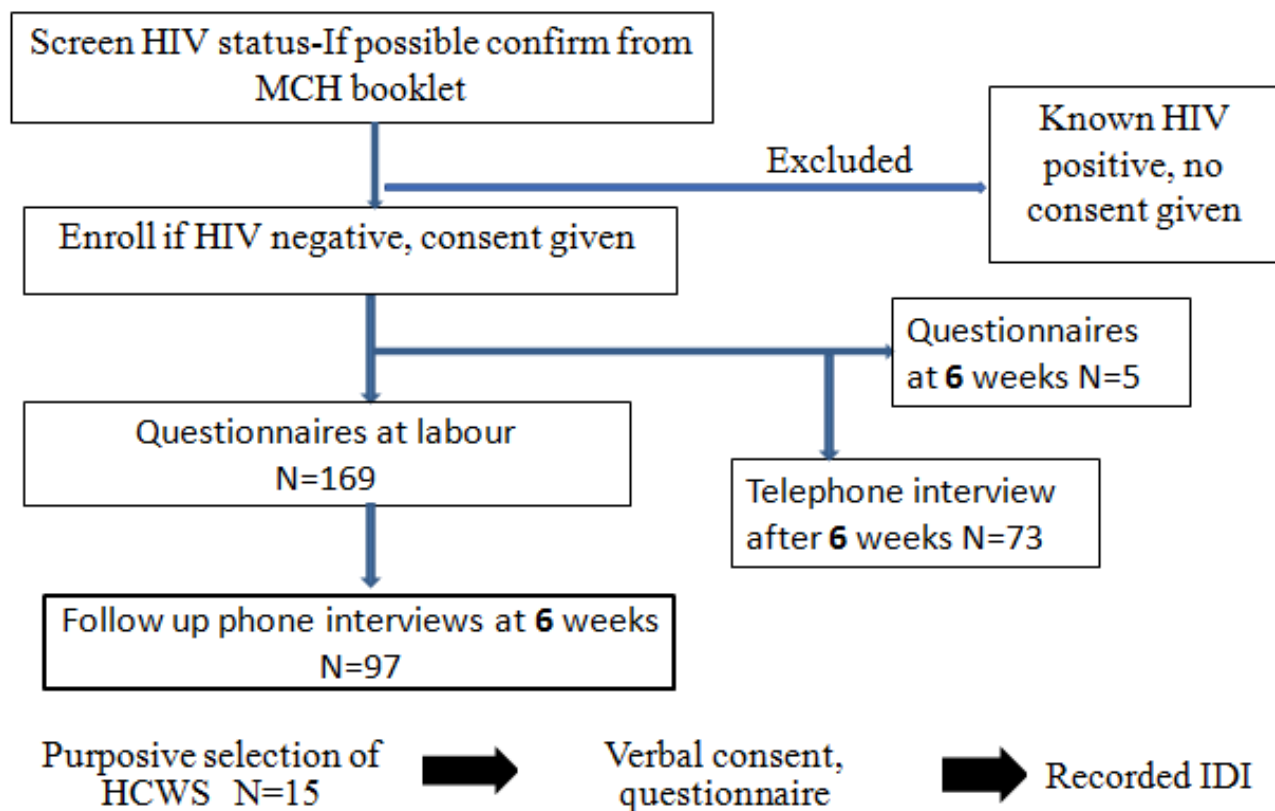 Screen HIV status-If possible confirm from
MCH booklet
Excluded
Known HIV
positive, no
consent given
Enroll if HIV negative, consent given
Questionnaires
at 6 weeks N=5
Questionnaires at labour
N=169
Telephone interview
after 6 weeks N=73
Follow up phone interviews at 6 weeks
N=97
Purposive selection of
HCWS N=15
Verbal consent,
questionnaire
Recorded IDI